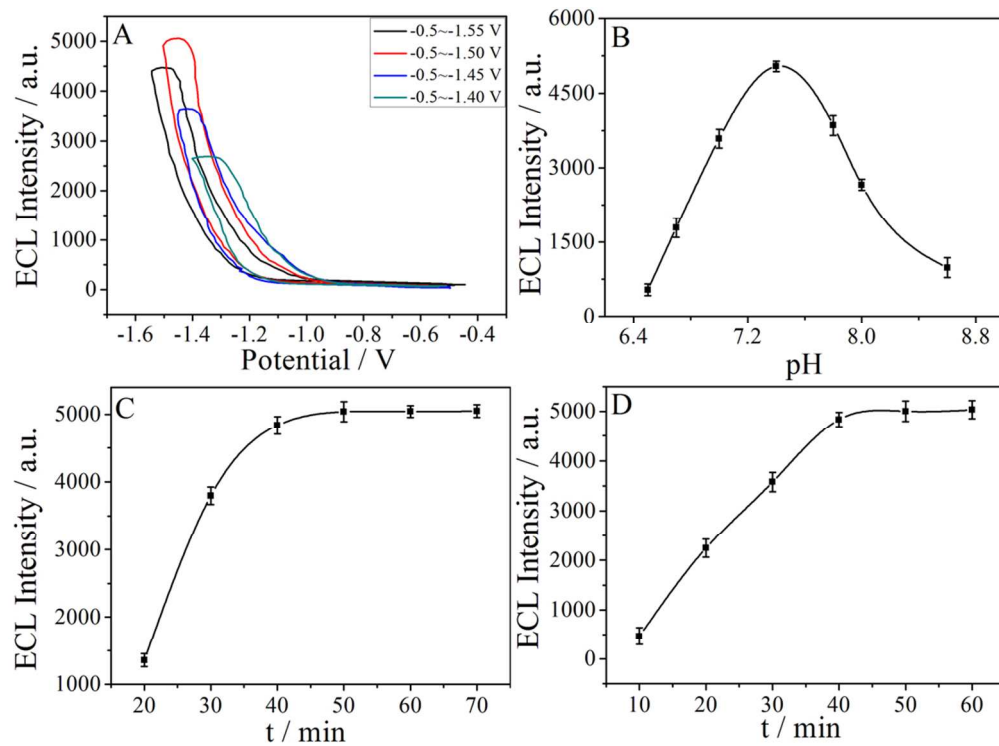 A
-0.5~-1.55 V
-0.5~-1.50 V
-0.5~-1.45 V
-0.5~-1.40 V
5000
4000
3000
2000
1000
0
ECL Intensity / a.u.
-1.6 -1.4 -1.2 -1.0 -0.8 -0.6 -0.4
Potential / V
B
6000
4500
3000
1500
0
ECL Intensity / a.u.
6.4 7.2 8.0 8.8
pH
C
5000
4000
3000
2000
1000
ECL Intensity / a.u.
20 30 40 50 60 70
t / min
D
5000
4000
3000
2000
1000
0
ECL Intensity / a.u.
10 20 30 40 50 60
t / min